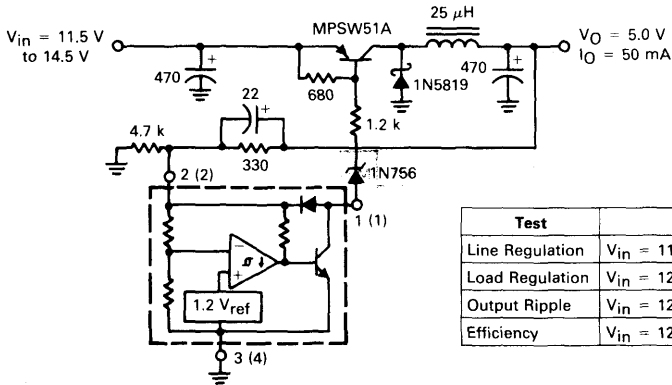 MPSW51A
25 μH
Vin = 11.5 V
to 14.5 V
VO = 5.0 V
IO = 50 mA
470
+
680
1N5819
470
+
22
+
1.2 k
4.7 k
330
1N756
2 (2)
1 (1)
−
+
1.2 Vref
3 (4)
Test
Line Regulation
Vin = 11
Load Regulation
Vin = 12
Output Ripple
Vin = 12
Efficiency
Vin = 12